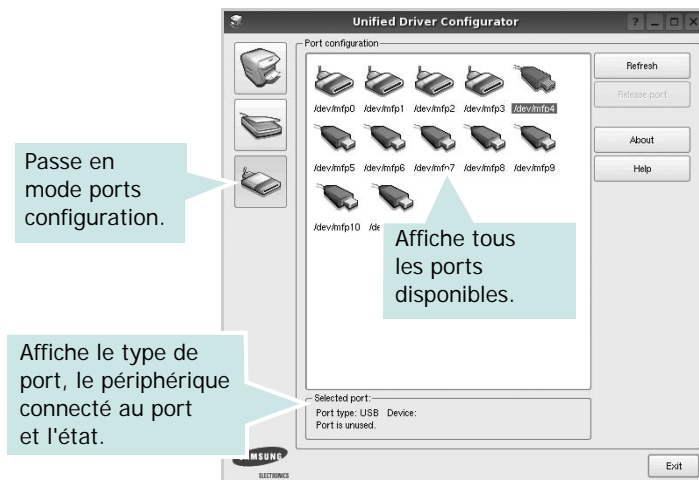 Unified Driver Configurator
Port configuration
/dev/mfp0 /dev/mfp1 /dev/mfp2 /dev/mfp3 /dev/mfp4
/dev/mfp5 /dev/mfp6 /dev/mfp7 /dev/mfp8 /dev/mfp9
/dev/mfp10
Refresh
Release port
About
Help
Passe en
mode ports
configuration.
Affiche tous
les ports
disponibles.
Affiche le type de
port, le périphérique
connecté au port
et l'état.
Selected port:
Port type: USB Device:
Port is unused.
ELECTRONICS
Exit